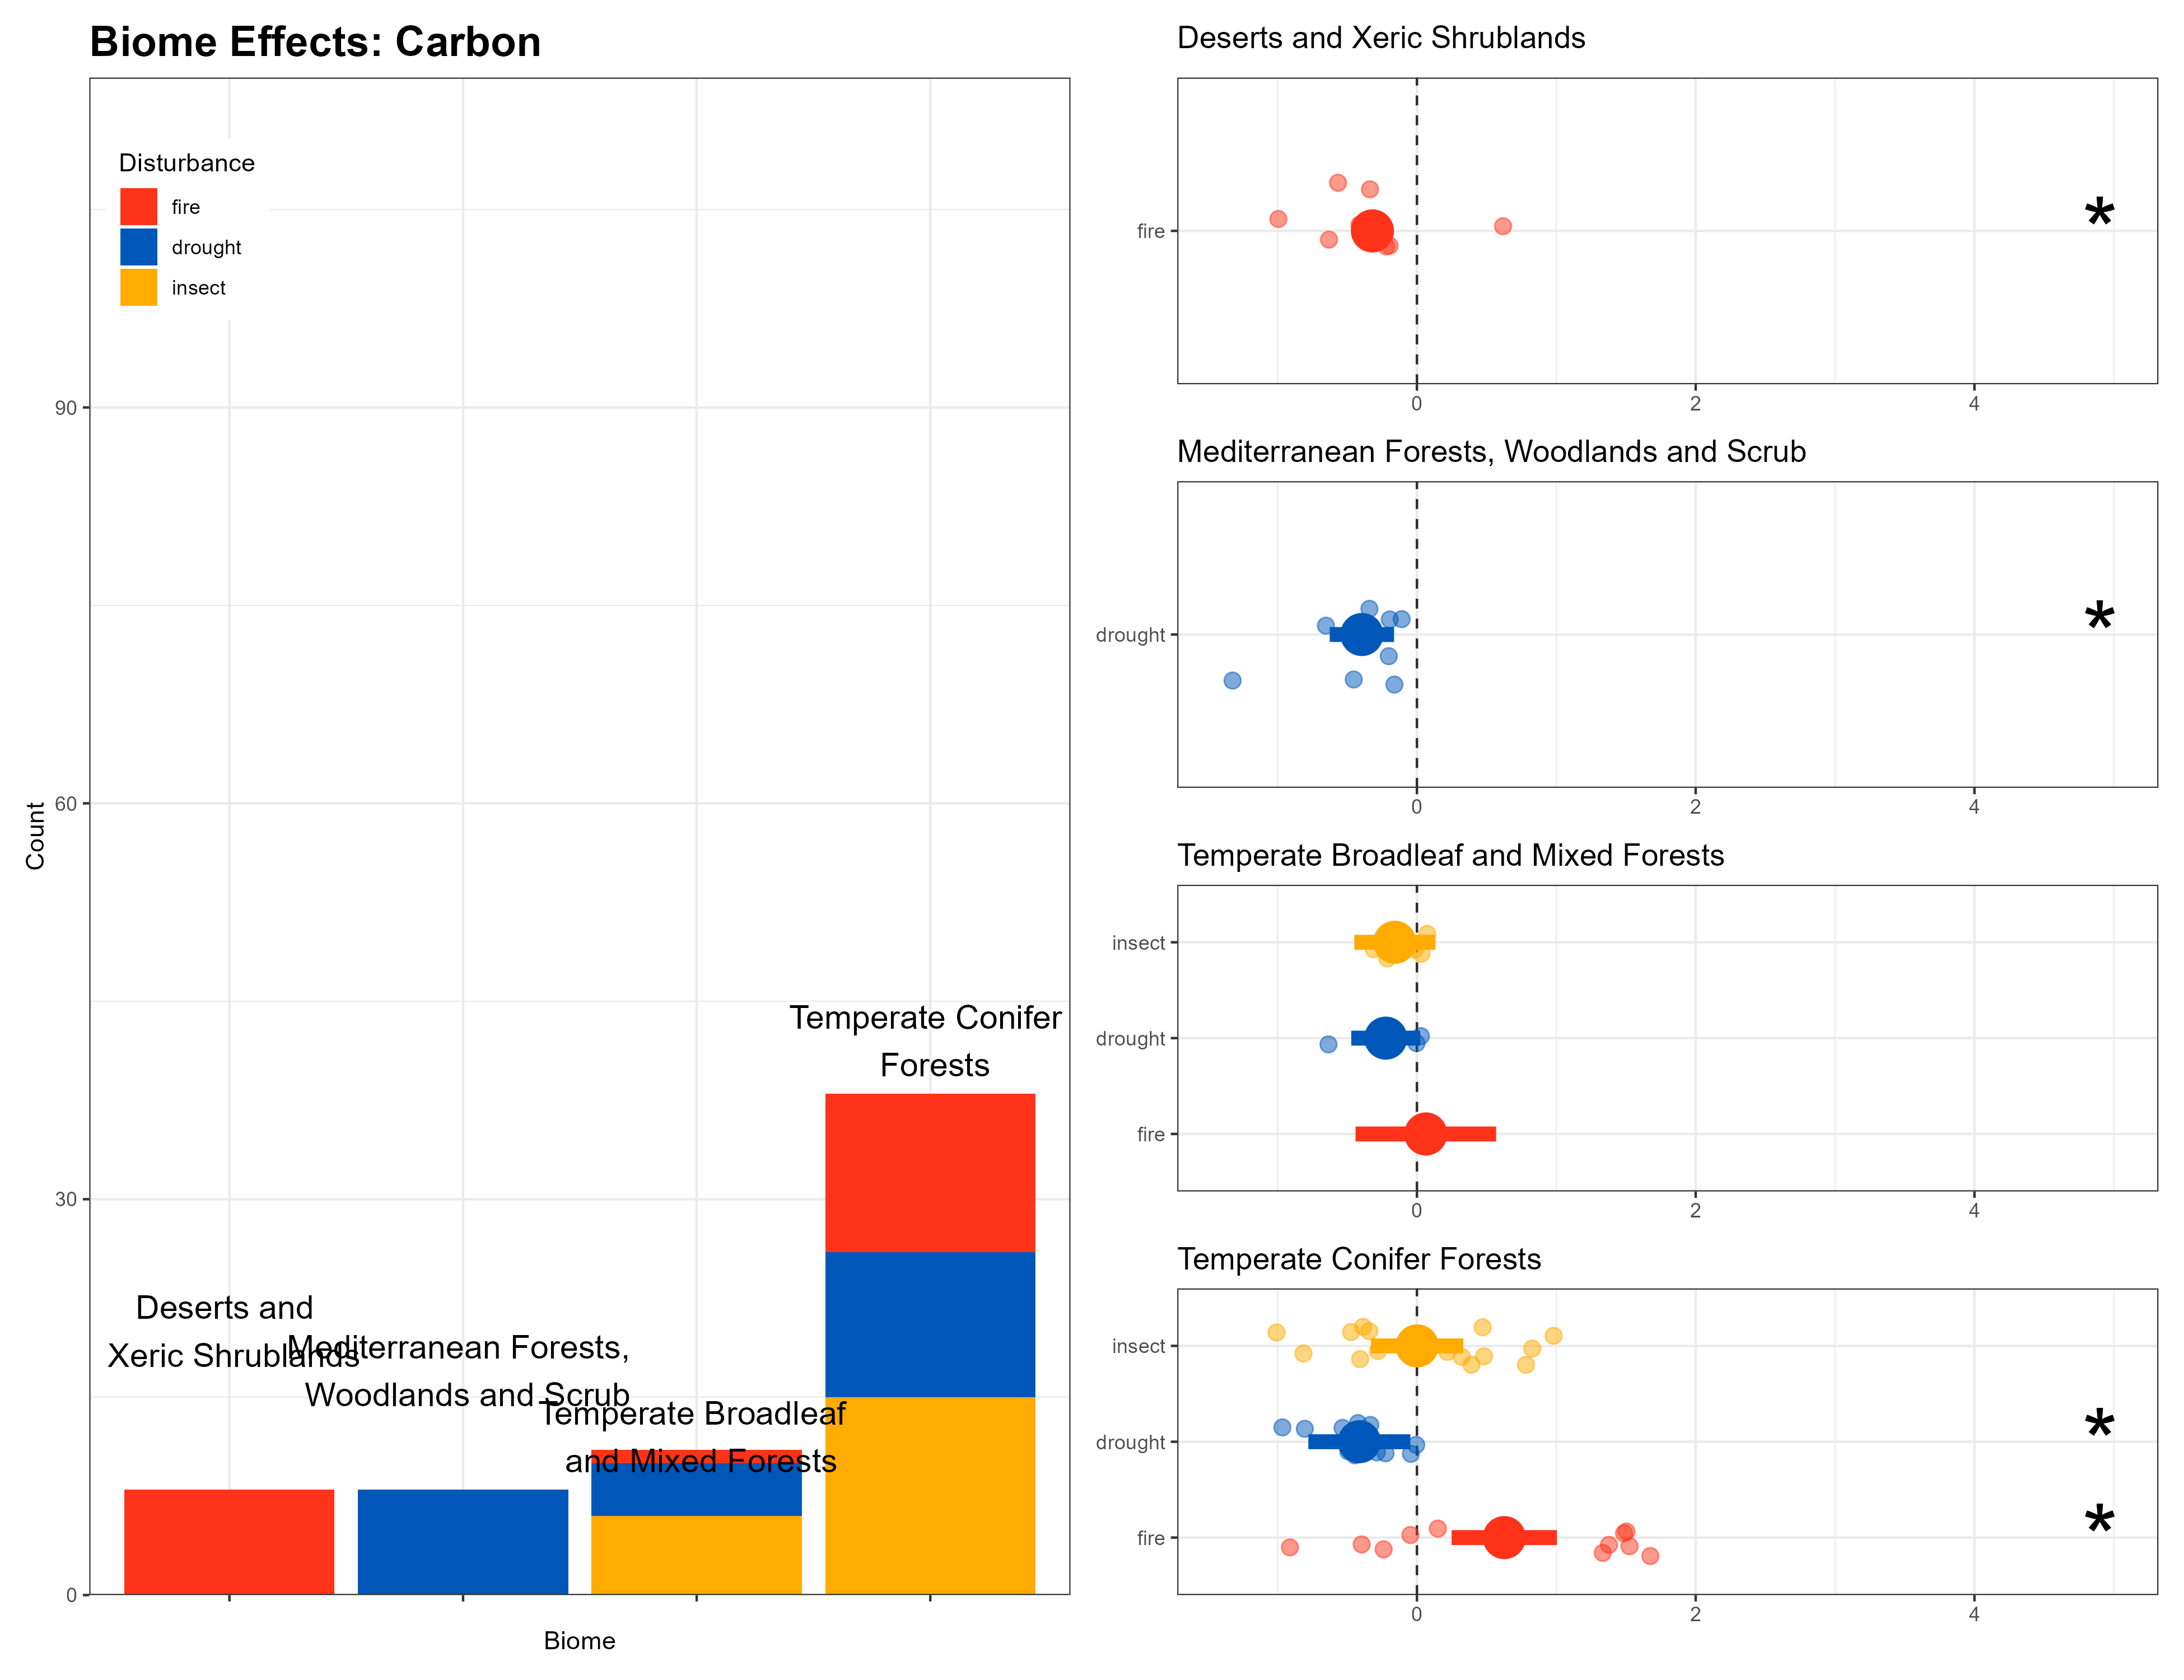 Biome Effects: Carbon
Disturbance
fire
drought
insect
Count
90
60
30
0
Deserts and
Xeric Shrublands
Mediterranean Forests,
Woodlands and Scrub
Temperate Broadleaf
and Mixed Forests
Temperate Conifer
Forests
Biome
Deserts and Xeric Shrublands
fire
*
0 2 4
Mediterranean Forests, Woodlands and Scrub
drought
*
0 2 4
Temperate Broadleaf and Mixed Forests
insect
drought
fire
0 2 4
Temperate Conifer Forests
insect
drought
*
fire
*
0 2 4